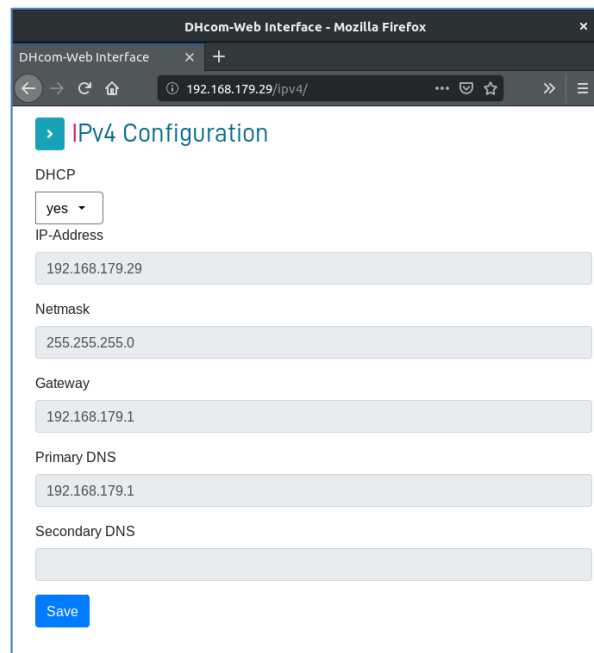 DHcom-Web Interface - Mozilla Firefox
DHcom-Web Interface
192.168.179.29/ipv4/
IPv4 Configuration
DHCP
yes
IP-Address
192.168.179.29
Netmask
255.255.255.0
Gateway
192.168.179.1
Primary DNS
192.168.179.1
Secondary DNS
Save